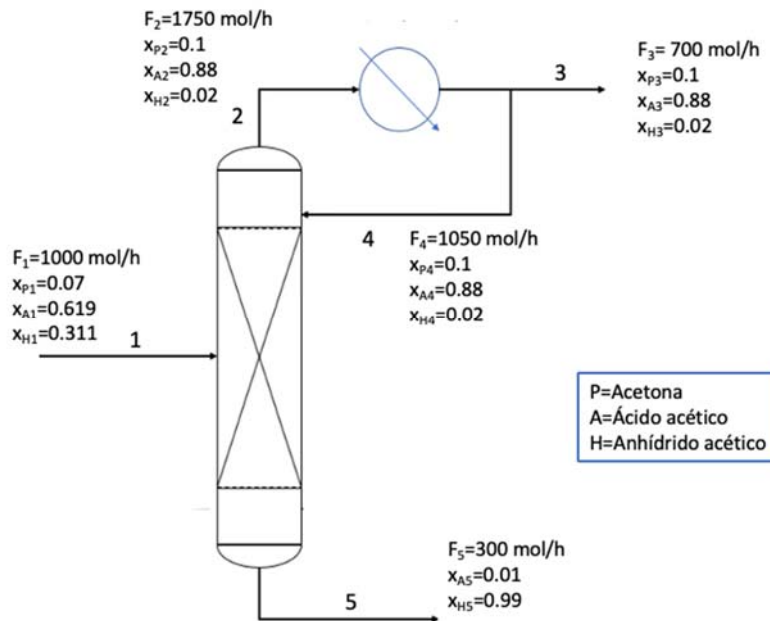 F₂=1750 mol/h
x_P2=0.1
x_A2=0.88
x_H2=0.02
2
3
F₃= 700 mol/h
x_P3=0.1
x_A3=0.88
x_H3=0.02
4
F₄=1050 mol/h
x_P4=0.1
x_A4=0.88
x_H4=0.02
F₁=1000 mol/h
x_P1=0.07
x_A1=0.619
x_H1=0.311
1
P=Acetona
A=Ácido acético
H=Anhídrido acético
F₅=300 mol/h
x_A5=0.01
x_H5=0.99
5